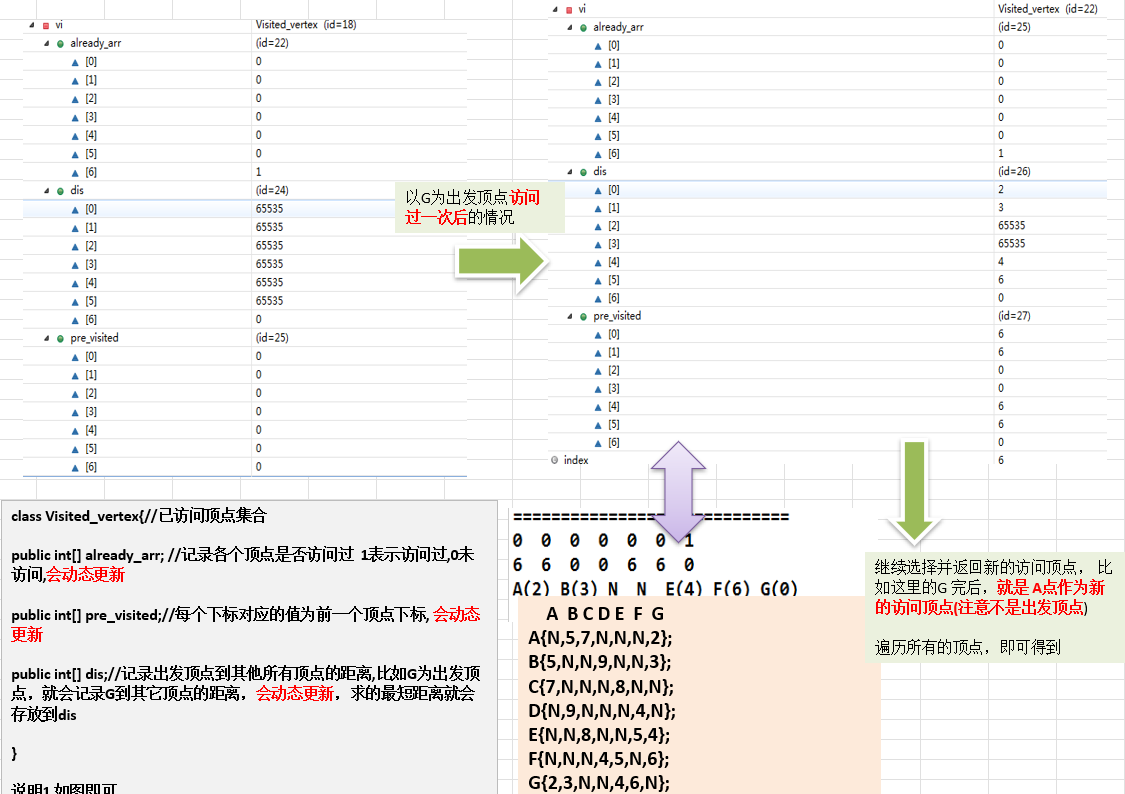 vi Visited_vertex (id=18)
already_arr (id=22)
[0] 0
[1] 0
[2] 0
[3] 0
[4] 0
[5] 0
[6] 1
dis (id=24)
[0] 65535
[1] 65535
[2] 65535
[3] 65535
[4] 65535
[5] 65535
[6] 0
pre_visited (id=25)
[0] 0
[1] 0
[2] 0
[3] 0
[4] 0
[5] 0
[6] 0
以G为出发顶点访问
过一次后的情况
vi Visited_vertex (id=22)
already_arr (id=25)
[0] 0
[1] 0
[2] 0
[3] 0
[4] 0
[5] 0
[6] 1
dis (id=26)
[0] 2
[1] 3
[2] 65535
[3] 65535
[4] 4
[5] 6
[6] 0
pre_visited (id=27)
[0] 6
[1] 6
[2] 0
[3] 0
[4] 6
[5] 6
[6] 0
index 6
class Visited_vertex{//已访问顶点集合
public int[] already_arr; //记录各个顶点是否访问过 1表示访问过,0未
访问,会动态更新
public int[] pre_visited;//每个下标对应的值为前一个顶点下标, 会动态
更新
public int[] dis;//记录出发顶点到其他所有顶点的距离,比如G为出发顶
点，就会记录G到其它顶点的距离，会动态更新，求的最短距离就会
存放到dis
}
说明1 如图即可
==========================
0 0 0 0 0 0 1
6 6 0 0 6 6 0
A(2) B(3) N N E(4) F(6) G(0)
A B C D E F G
A{N,5,7,N,N,N,2};
B{5,N,N,9,N,N,3};
C{7,N,N,N,8,N,N};
D{N,9,N,N,N,4,N};
E{N,N,8,N,N,5,4};
F{N,N,N,4,5,N,6};
G{2,3,N,N,4,6,N};
继续选择并返回新的访问顶点， 比
如这里的G 完后，就是 A点作为新
的访问顶点(注意不是出发顶点)
遍历所有的顶点，即可得到